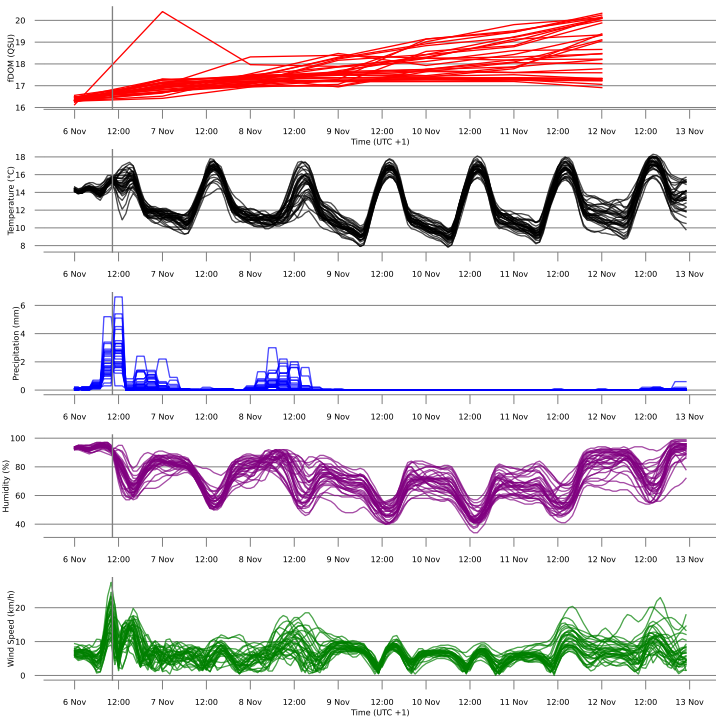 fDOM (QSU)
20
19
18
17
16
6 Nov 12:00 7 Nov 12:00 8 Nov 12:00 9 Nov 12:00 10 Nov 12:00 11 Nov 12:00 12 Nov 12:00 13 Nov
Time (UTC +1)
Temperature (°C)
18
16
14
12
10
8
6 Nov 12:00 7 Nov 12:00 8 Nov 12:00 9 Nov 12:00 10 Nov 12:00 11 Nov 12:00 12 Nov 12:00 13 Nov
Precipitation (mm)
6
4
2
0
6 Nov 12:00 7 Nov 12:00 8 Nov 12:00 9 Nov 12:00 10 Nov 12:00 11 Nov 12:00 12 Nov 12:00 13 Nov
Humidity (%)
100
80
60
40
6 Nov 12:00 7 Nov 12:00 8 Nov 12:00 9 Nov 12:00 10 Nov 12:00 11 Nov 12:00 12 Nov 12:00 13 Nov
Wind Speed (km/h)
20
10
0
6 Nov 12:00 7 Nov 12:00 8 Nov 12:00 9 Nov 12:00 10 Nov 12:00 11 Nov 12:00 12 Nov 12:00 13 Nov
Time (UTC +1)